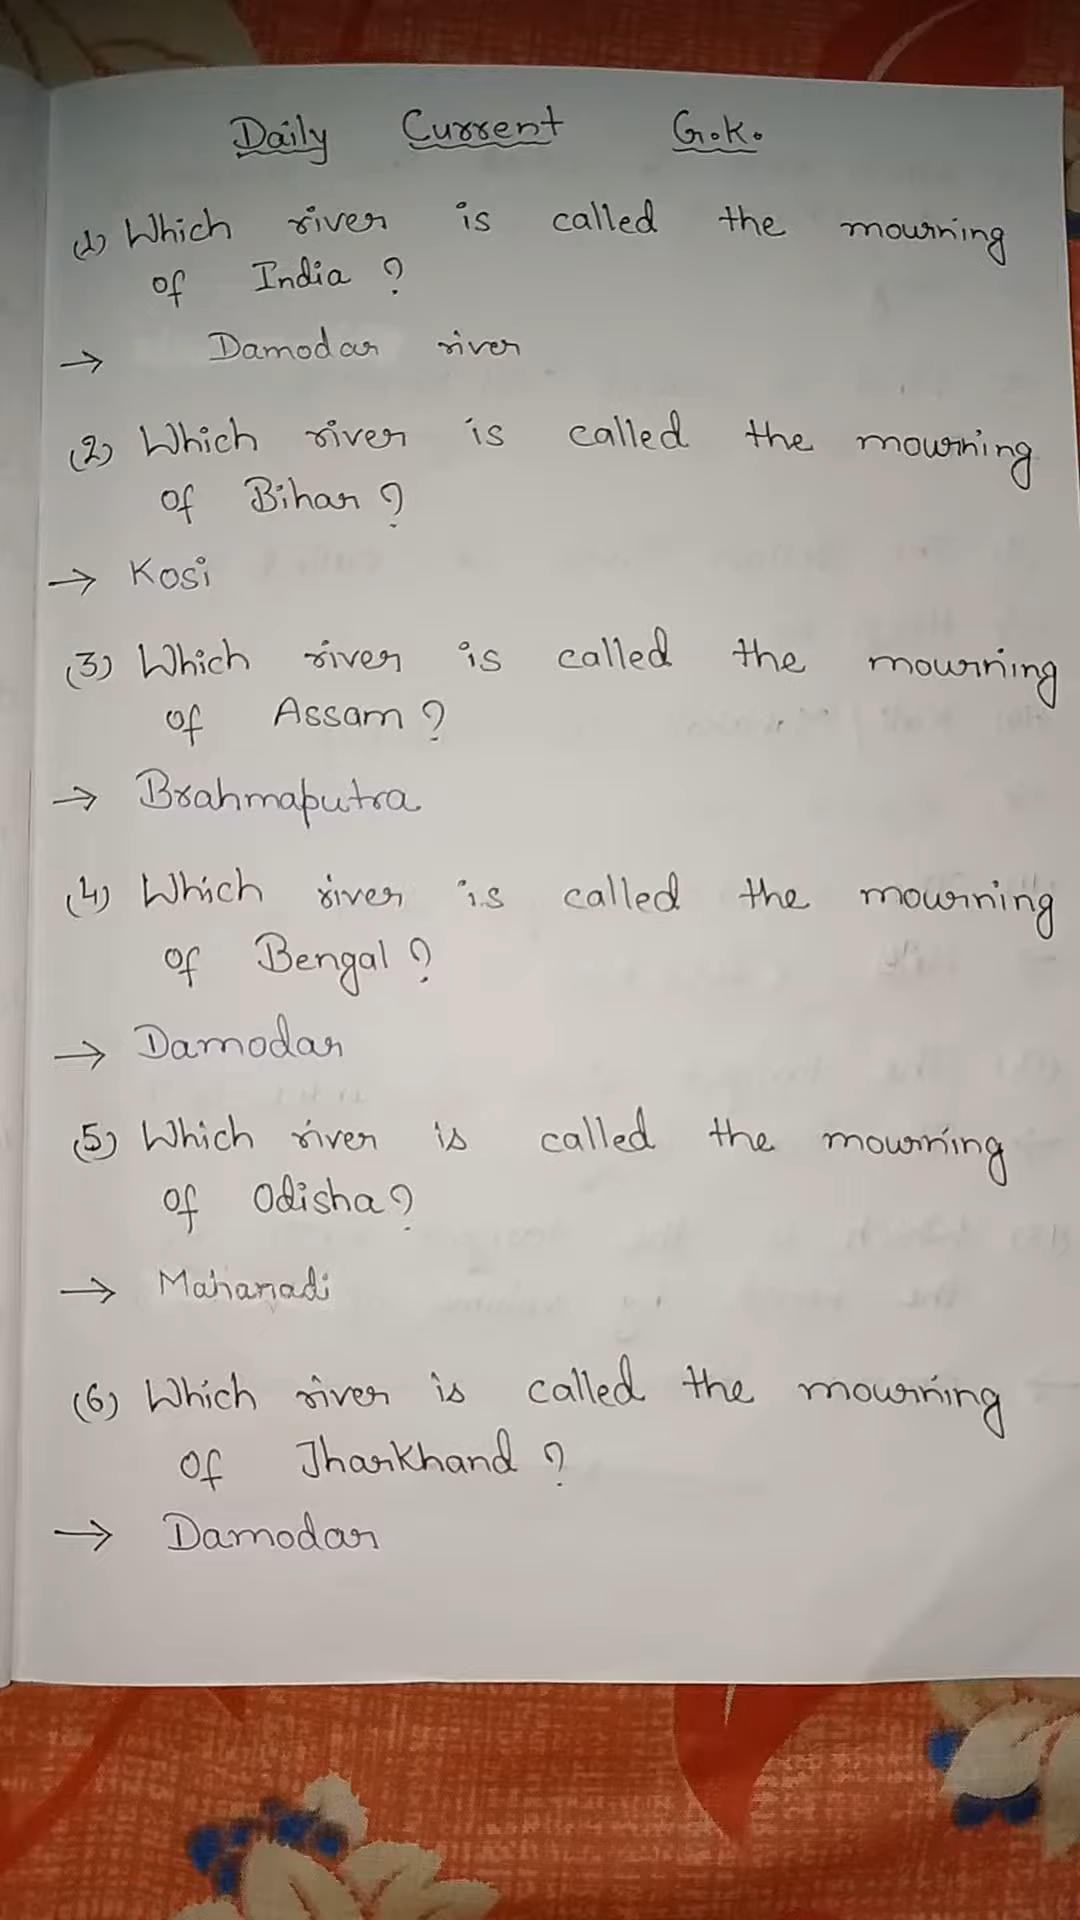 Daily Current G.K.
(1) Which river is called the mourning
of India ?
→ Damodar river
(2) Which river is called the mourning
of Bihar ?
→ Kosi
(3) Which river is called the mourning
of Assam ?
→ Brahmaputra
(4) Which river is called the mourning
of Bengal ?
→ Damodar
(5) Which river is called the mourning
of Odisha ?
→ Mahanadi
(6) Which river is called the mourning
of Jharkhand ?
→ Damodar